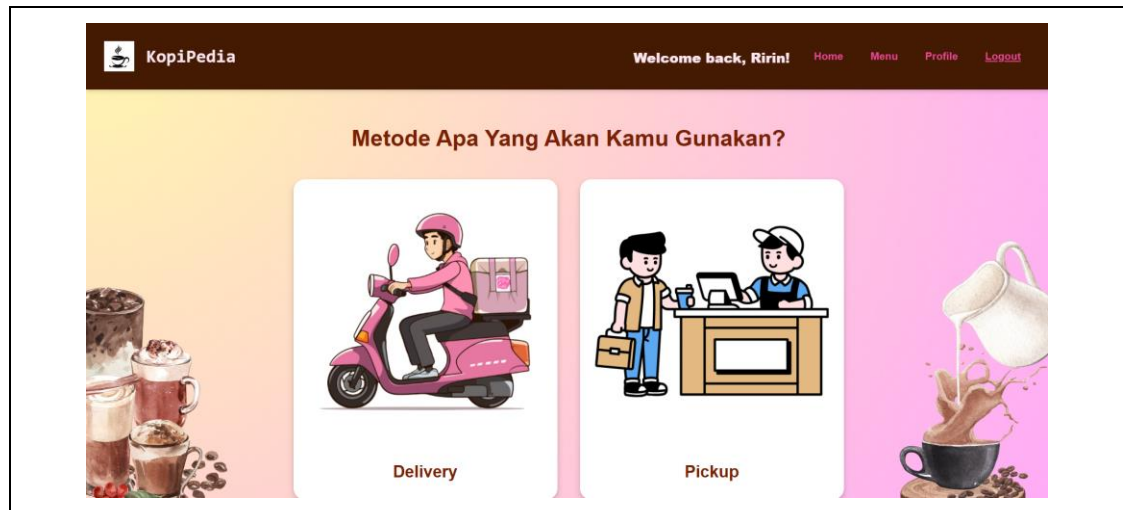 KopiPedia
Welcome back, Ririn! Home Menu Profile Logout
Metode Apa Yang Akan Kamu Gunakan?
Delivery Pickup